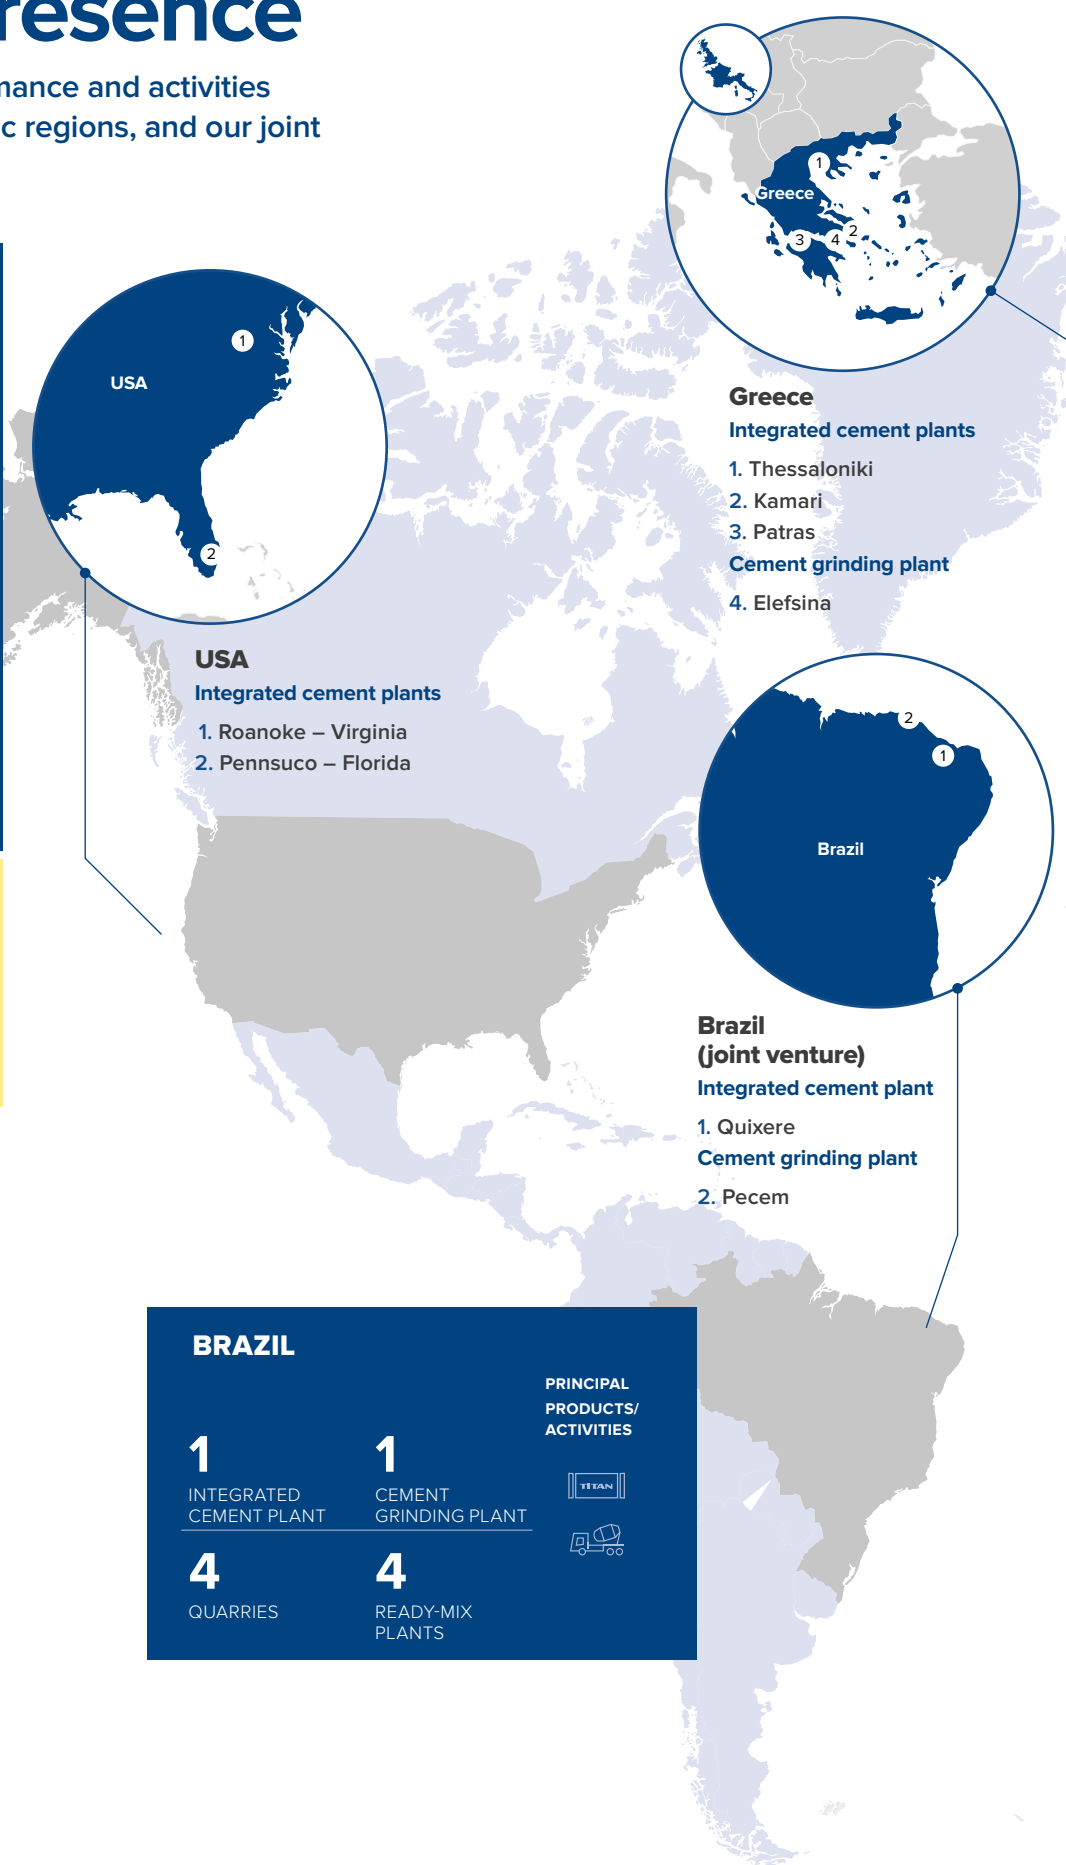 resence
mance and activities
c regions, and our joint
1
Greece
2
3
4
1
USA
2
Greece
Integrated cement plants
1. Thessaloniki
2. Kamari
3. Patras
Cement grinding plant
4. Elefsina
USA
Integrated cement plants
1. Roanoke – Virginia
2. Pennsuco – Florida
2
1
Brazil
Brazil
(joint venture)
Integrated cement plant
1. Quixere
Cement grinding plant
2. Pecem
BRAZIL
PRINCIPAL
PRODUCTS/
ACTIVITIES
1
INTEGRATED
CEMENT PLANT
1
CEMENT
GRINDING PLANT
TITAN
4
QUARRIES
4
READY-MIX
PLANTS